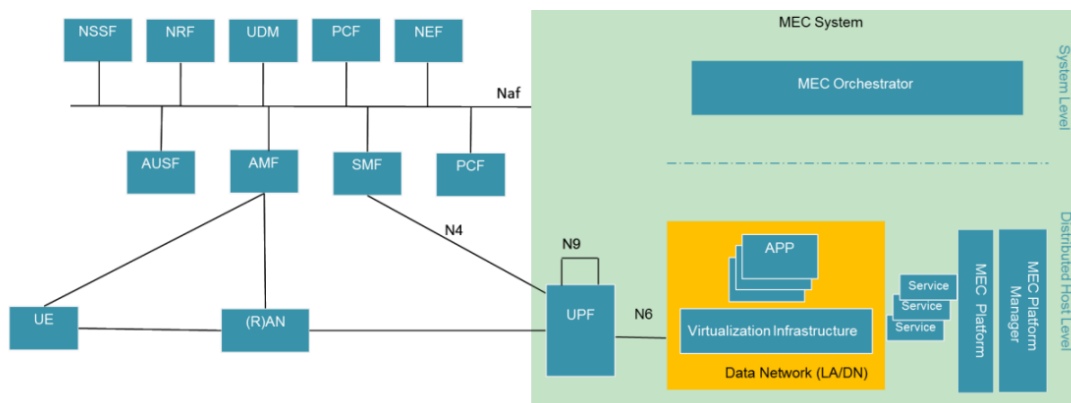 MEC System
NSSF
NRF
UDM
PCF
NEF
System Level
MEC Orchestrator
Naf
AUSF
AMF
SMF
PCF
Distributed Host Level
N4
N9
APP
MEC Platform
MEC Platform
Manager
Service
Service
Service
UE
(R)AN
UPF
N6
Virtualization Infrastructure
Data Network (LA/DN)